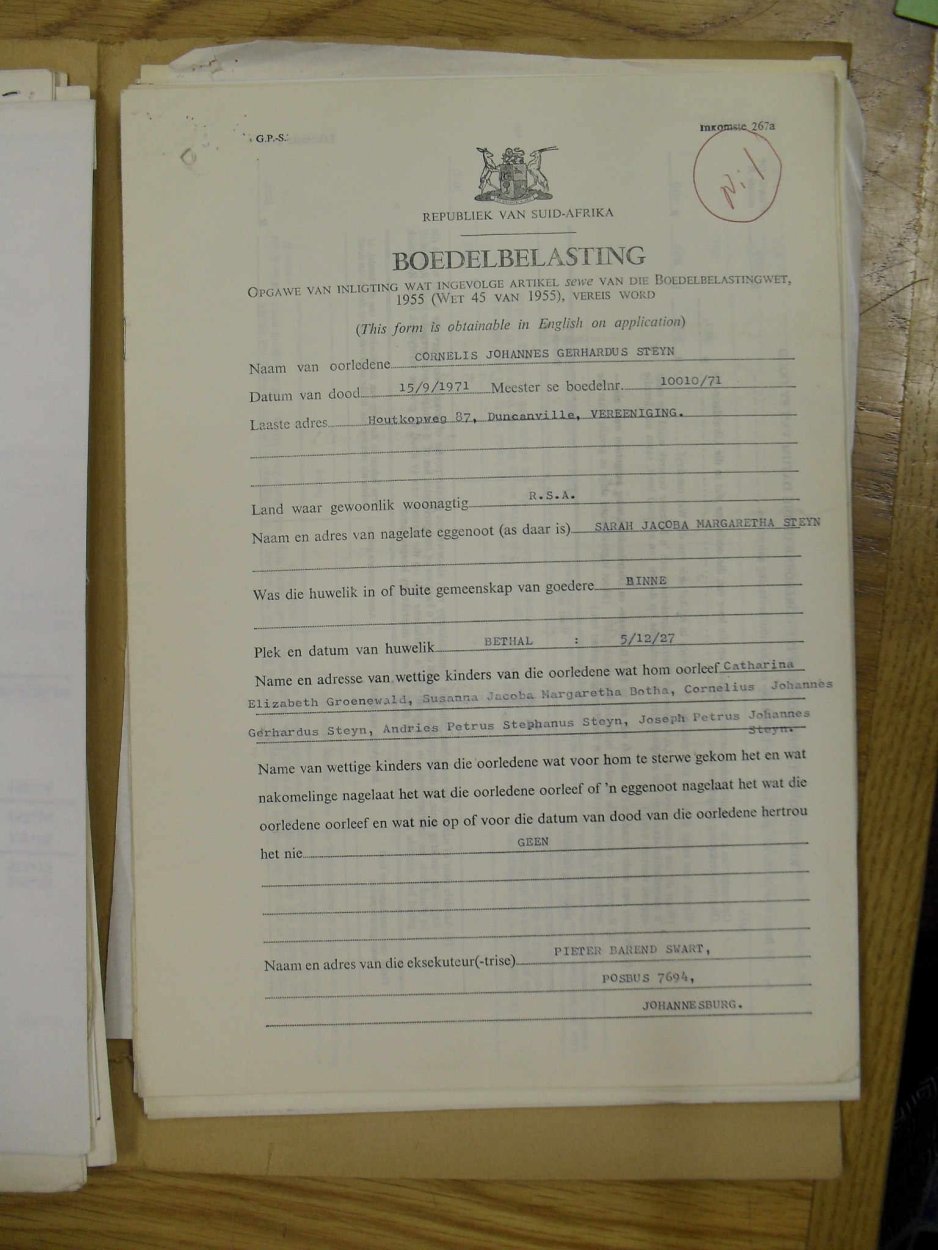 G.P.-S.
Inkomste 267a
Nil
REPUBLIEK VAN SUID-AFRIKA
BOEDELBELASTING
OPGAWE VAN INLIGTING WAT INGEVOLGE ARTIKEL sewe VAN DIE BOEDELBELASTINGWET,
1955 (WET 45 VAN 1955), VEREIS WORD
(This form is obtainable in English on application)
Naam van oorledene CORNELIS JOHANNES GERHARDUS STEYN
Datum van dood 15/9/1971 Meester se boedelnr. 10010/71
Laaste adres Houtkopweg 87, Duncanville, VEREENIGING.
Land waar gewoonlik woonagtig R.S.A.
Naam en adres van nagelate eggenoot (as daar is) SARAH JACOBA MARGARETHA STEYN
Was die huwelik in of buite gemeenskap van goedere BINNE
Plek en datum van huwelik BETHAL : 5/12/27
Name en adresse van wettige kinders van die oorledene wat hom oorleef Catharina
Elizabeth Groenewald, Susanna Jacoba Margaretha Botha, Cornelius Johannes
Gerhardus Steyn, Andries Petrus Stephanus Steyn, Joseph Petrus Johannes
Steyn.
Name van wettige kinders van die oorledene wat voor hom te sterwe gekom het en wat
nakomelinge nagelaat het wat die oorledene oorleef of 'n eggenoot nagelaat het wat die
oorledene oorleef en wat nie op of voor die datum van dood van die oorledene hertrou
het nie GEEN
Naam en adres van die eksekuteur(-trise) PIETER BAREND SWART,
POSBUS 7694,
JOHANNESBURG.